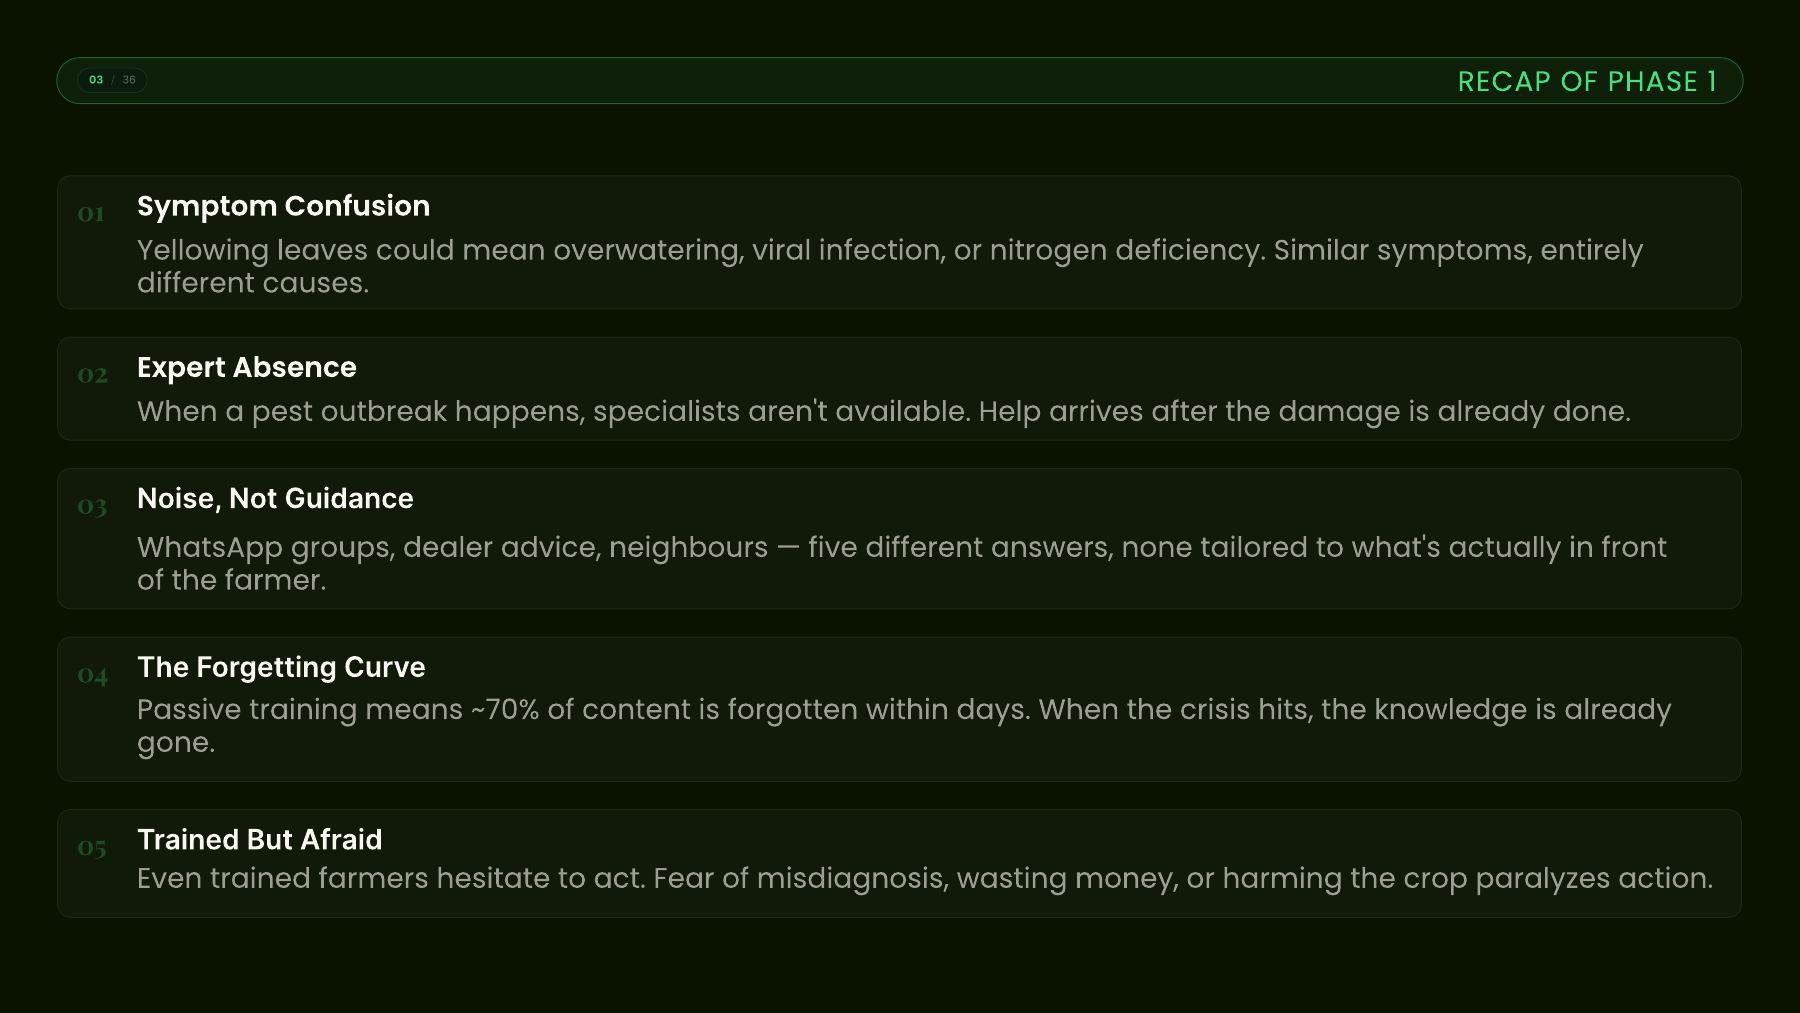 03 / 36
RECAP OF PHASE 1
01
Symptom Confusion
Yellowing leaves could mean overwatering, viral infection, or nitrogen deficiency. Similar symptoms, entirely
different causes.
02
Expert Absence
When a pest outbreak happens, specialists aren't available. Help arrives after the damage is already done.
03
Noise, Not Guidance
WhatsApp groups, dealer advice, neighbours — five different answers, none tailored to what's actually in front
of the farmer.
04
The Forgetting Curve
Passive training means ~70% of content is forgotten within days. When the crisis hits, the knowledge is already
gone.
05
Trained But Afraid
Even trained farmers hesitate to act. Fear of misdiagnosis, wasting money, or harming the crop paralyzes action.